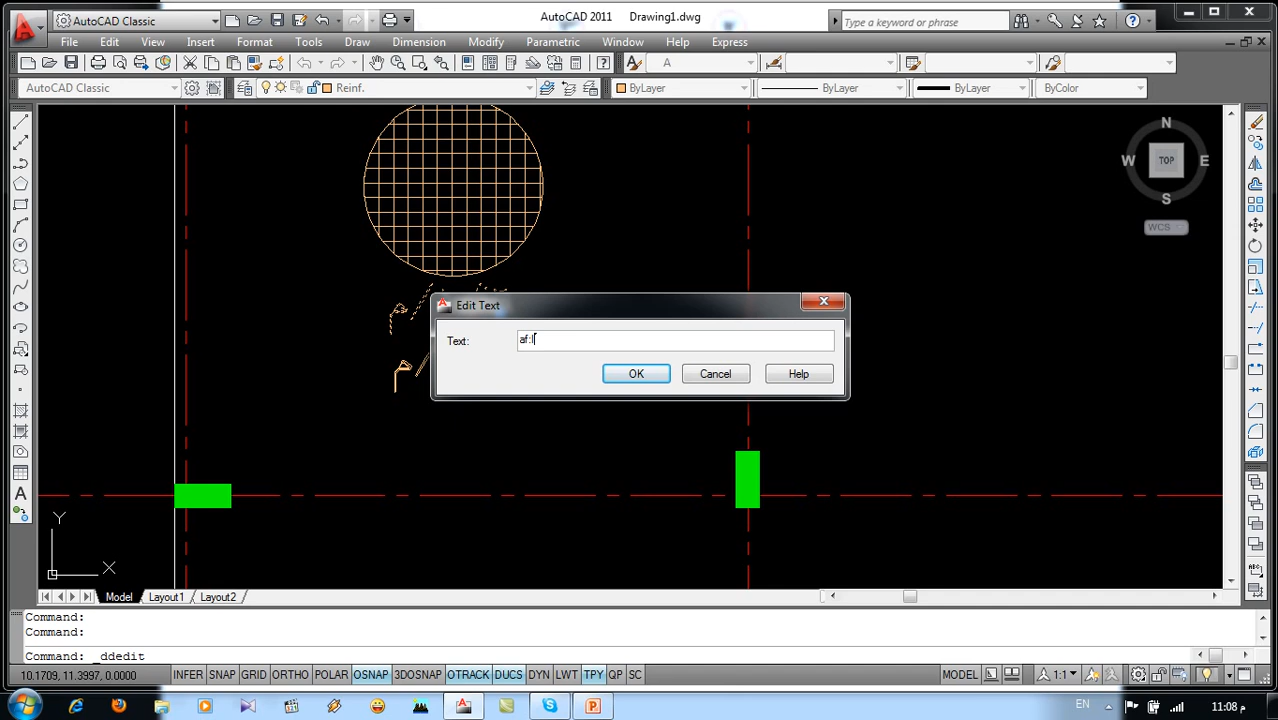 AutoCAD Classic
AutoCAD 2011 Drawing1.dwg
Type a keyword or phrase
File Edit View Insert Format Tools Draw Dimension Modify Parametric Window Help Express
A
AutoCAD Classic
Reinf.
ByLayer
ByLayer
ByLayer
ByColor
N
W TOP E
S
WCS
Edit Text
Text: af:l
OK Cancel Help
Y
X
A
ABC
Model Layout1 Layout2
Command:
Command:
Command: _ddedit
10.1709, 11.3997, 0.0000 INFER SNAP GRID ORTHO POLAR OSNAP 3DOSNAP OTRACK DUCS DYN LWT TPY QP SC MODEL 1:1
EN 11:08 م